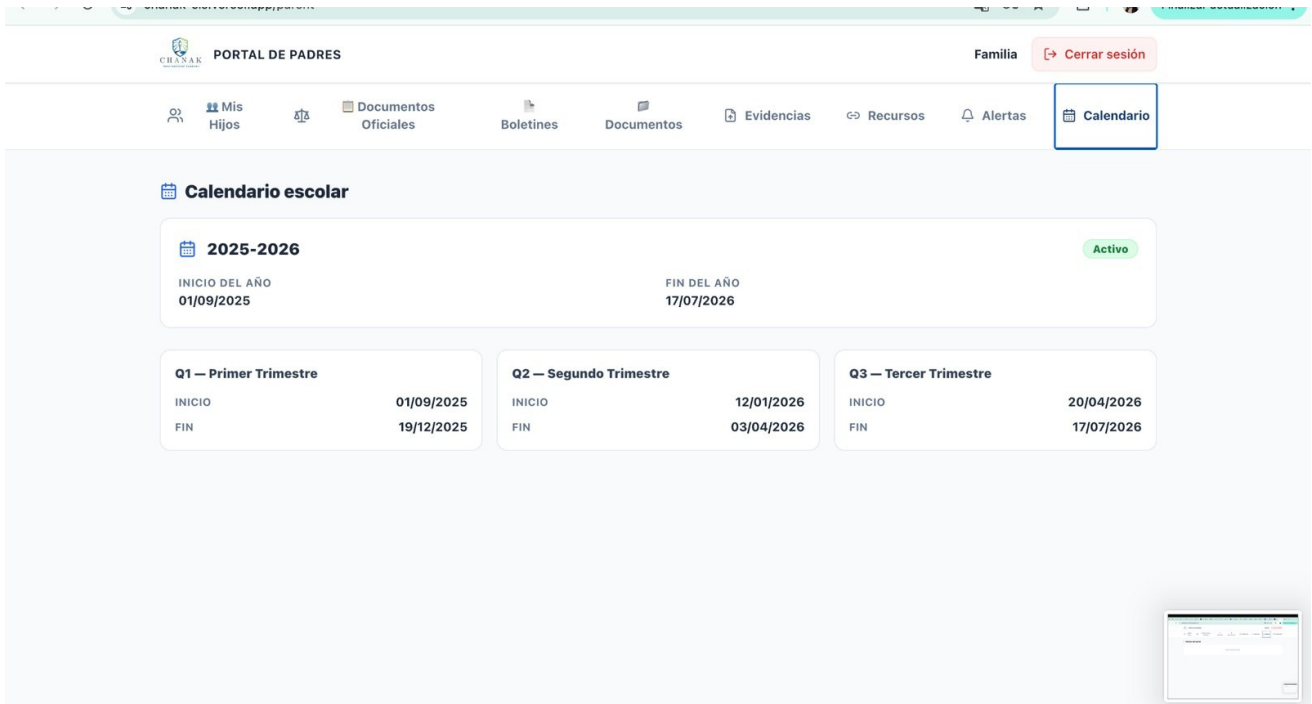 CHANAK
PORTAL DE PADRES
Familia
Cerrar sesión
Mis
Hijos
Documentos
Oficiales
Boletines
Documentos
Evidencias
Recursos
Alertas
Calendario
Calendario escolar
2025-2026
Activo
INICIO DEL AÑO
01/09/2025
FIN DEL AÑO
17/07/2026
Q1 — Primer Trimestre
INICIO 01/09/2025
FIN 19/12/2025
Q2 — Segundo Trimestre
INICIO 12/01/2026
FIN 03/04/2026
Q3 — Tercer Trimestre
INICIO 20/04/2026
FIN 17/07/2026